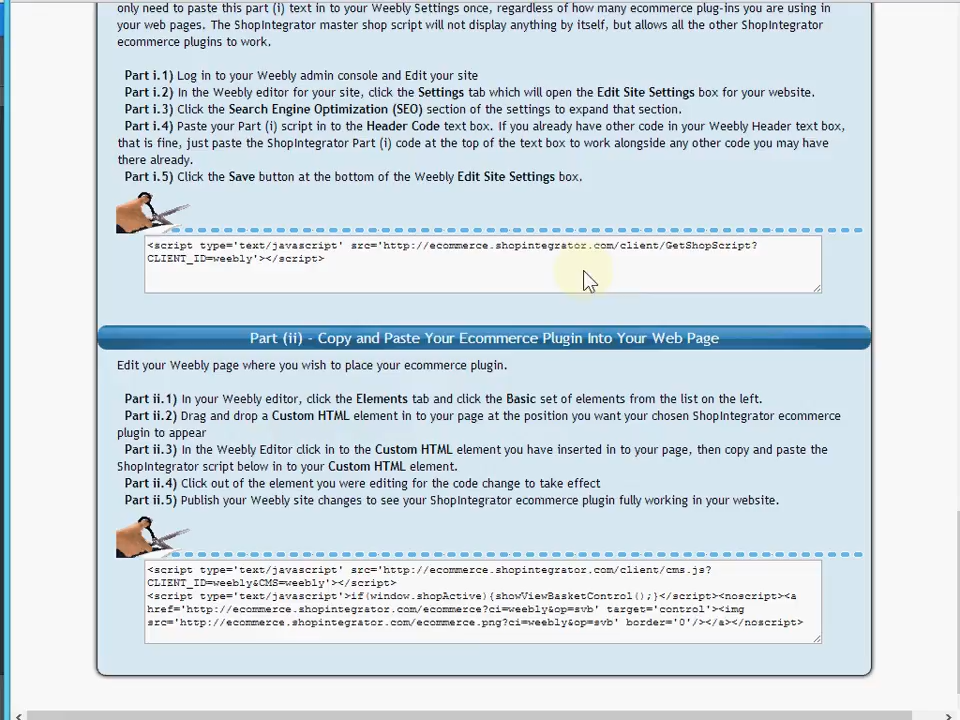 only need to paste this part (i) text in to your Weebly Settings once, regardless of how many ecommerce plug-ins you are using in
your web pages. The ShopIntegrator master shop script will not display anything by itself, but allows all the other ShopIntegrator
ecommerce plugins to work.
Part i.1) Log in to your Weebly admin console and Edit your site
Part i.2) In the Weebly editor for your site, click the Settings tab which will open the Edit Site Settings box for your website.
Part i.3) Click the Search Engine Optimization (SEO) section of the settings to expand that section.
Part i.4) Paste your Part (i) script in to the Header Code text box. If you already have other code in your Weebly Header text box,
that is fine, just paste the ShopIntegrator Part (i) code at the top of the text box to work alongside any other code you may have
there already.
Part i.5) Click the Save button at the bottom of the Weebly Edit Site Settings box.
<script type='text/javascript' src='http://ecommerce.shopintegrator.com/client/GetShopScript?
CLIENT_ID=weebly'></script>
Part (ii) - Copy and Paste Your Ecommerce Plugin Into Your Web Page
Edit your Weebly page where you wish to place your ecommerce plugin.
Part ii.1) In your Weebly editor, click the Elements tab and click the Basic set of elements from the list on the left.
Part ii.2) Drag and drop a Custom HTML element in to your page at the position you want your chosen ShopIntegrator ecommerce
plugin to appear
Part ii.3) In the Weebly Editor click in to the Custom HTML element you have inserted in to your page, then copy and paste the
ShopIntegrator script below in to your Custom HTML element.
Part ii.4) Click out of the element you were editing for the code change to take effect
Part ii.5) Publish your Weebly site changes to see your ShopIntegrator ecommerce plugin fully working in your website.
<script type='text/javascript' src='http://ecommerce.shopintegrator.com/client/cms.js?
CLIENT_ID=weebly&CMS=weebly'></script>
<script type='text/javascript'>if(window.shopActive){showViewBasketControl();}</script><noscript><a
href='http://ecommerce.shopintegrator.com/ecommerce?ci=weebly&op=svb' target='control'><img
src='http://ecommerce.shopintegrator.com/ecommerce.png?ci=weebly&op=svb' border='0'/></a></noscript>